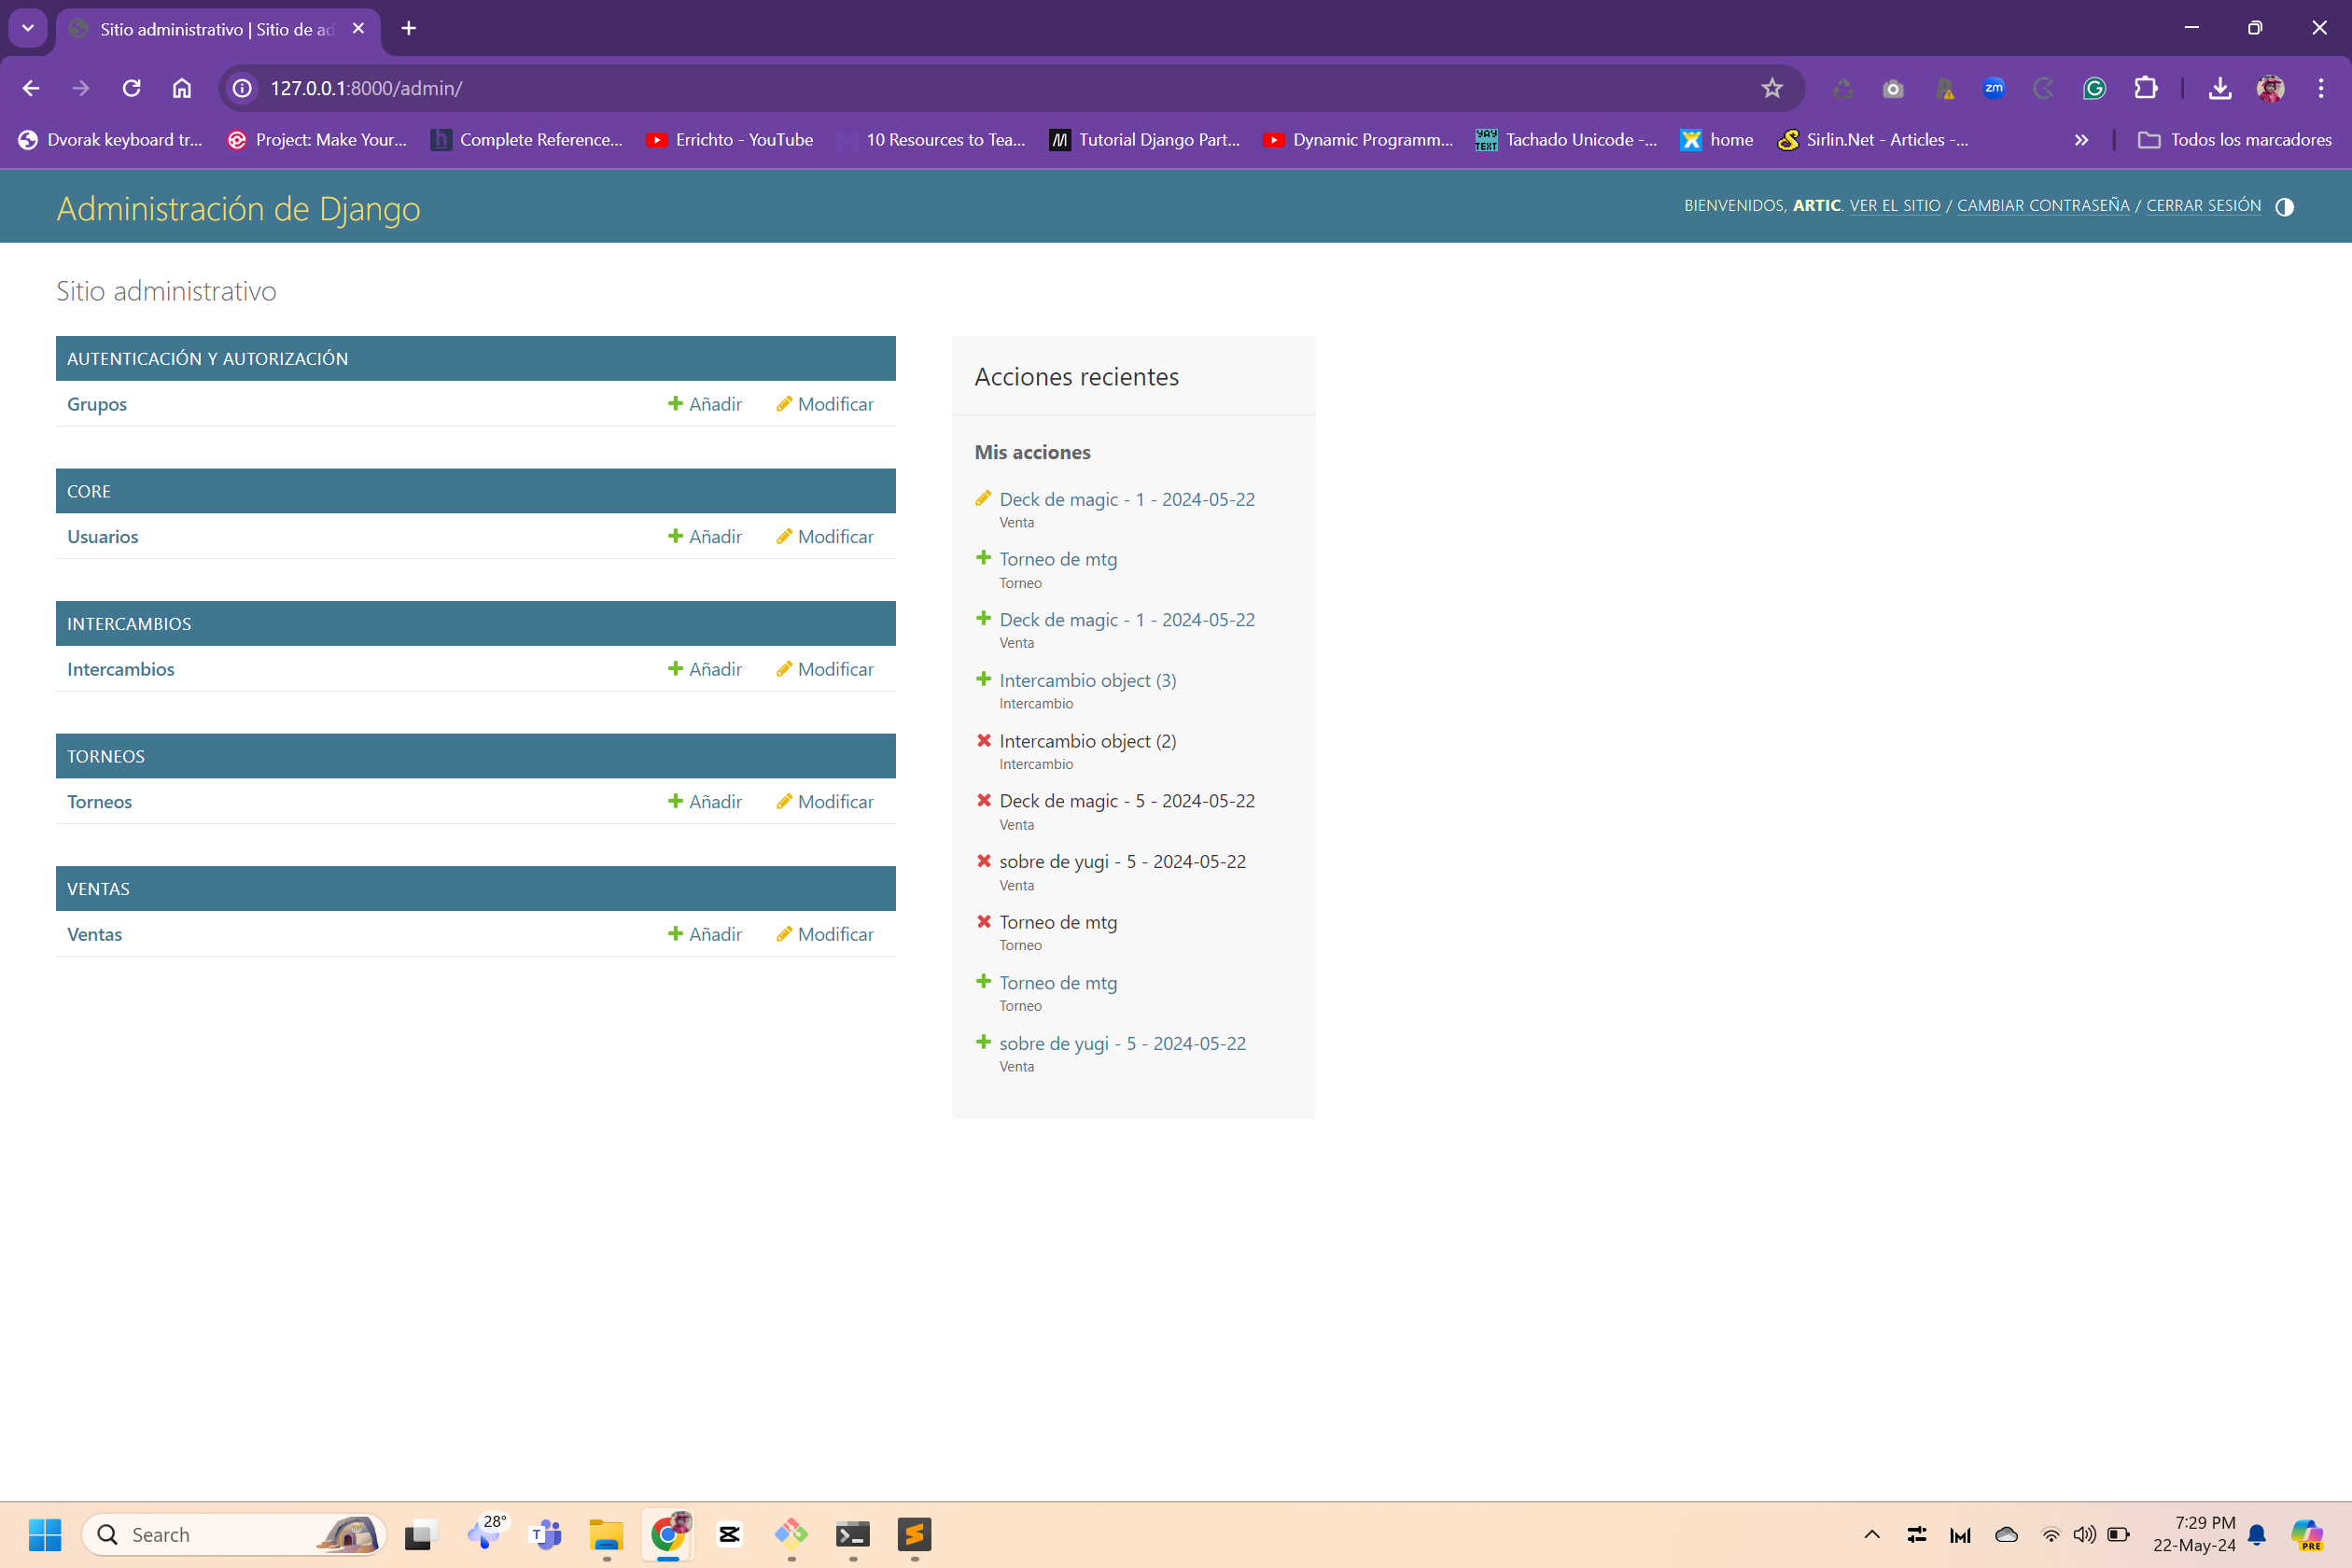 Sitio administrativo | Sitio de ad
127.0.0.1:8000/admin/
zm
Dvorak keyboard tr... Project: Make Your... h Complete Reference... Errichto - YouTube 10 Resources to Tea... M Tutorial Django Part... Dynamic Programm... YAY TEXT Tachado Unicode -... home Sirlin.Net - Articles -... Todos los marcadores
Administración de Django
BIENVENIDOS, ARTIC. VER EL SITIO / CAMBIAR CONTRASEÑA / CERRAR SESIÓN
Sitio administrativo
AUTENTICACIÓN Y AUTORIZACIÓN
Grupos Añadir Modificar
CORE
Usuarios Añadir Modificar
INTERCAMBIOS
Intercambios Añadir Modificar
TORNEOS
Torneos Añadir Modificar
VENTAS
Ventas Añadir Modificar
Acciones recientes
Mis acciones
Deck de magic - 1 - 2024-05-22
Venta
Torneo de mtg
Torneo
Deck de magic - 1 - 2024-05-22
Venta
Intercambio object (3)
Intercambio
Intercambio object (2)
Intercambio
Deck de magic - 5 - 2024-05-22
Venta
sobre de yugi - 5 - 2024-05-22
Venta
Torneo de mtg
Torneo
Torneo de mtg
Torneo
sobre de yugi - 5 - 2024-05-22
Venta
Search
28°
7:29 PM
22-May-24
PRE